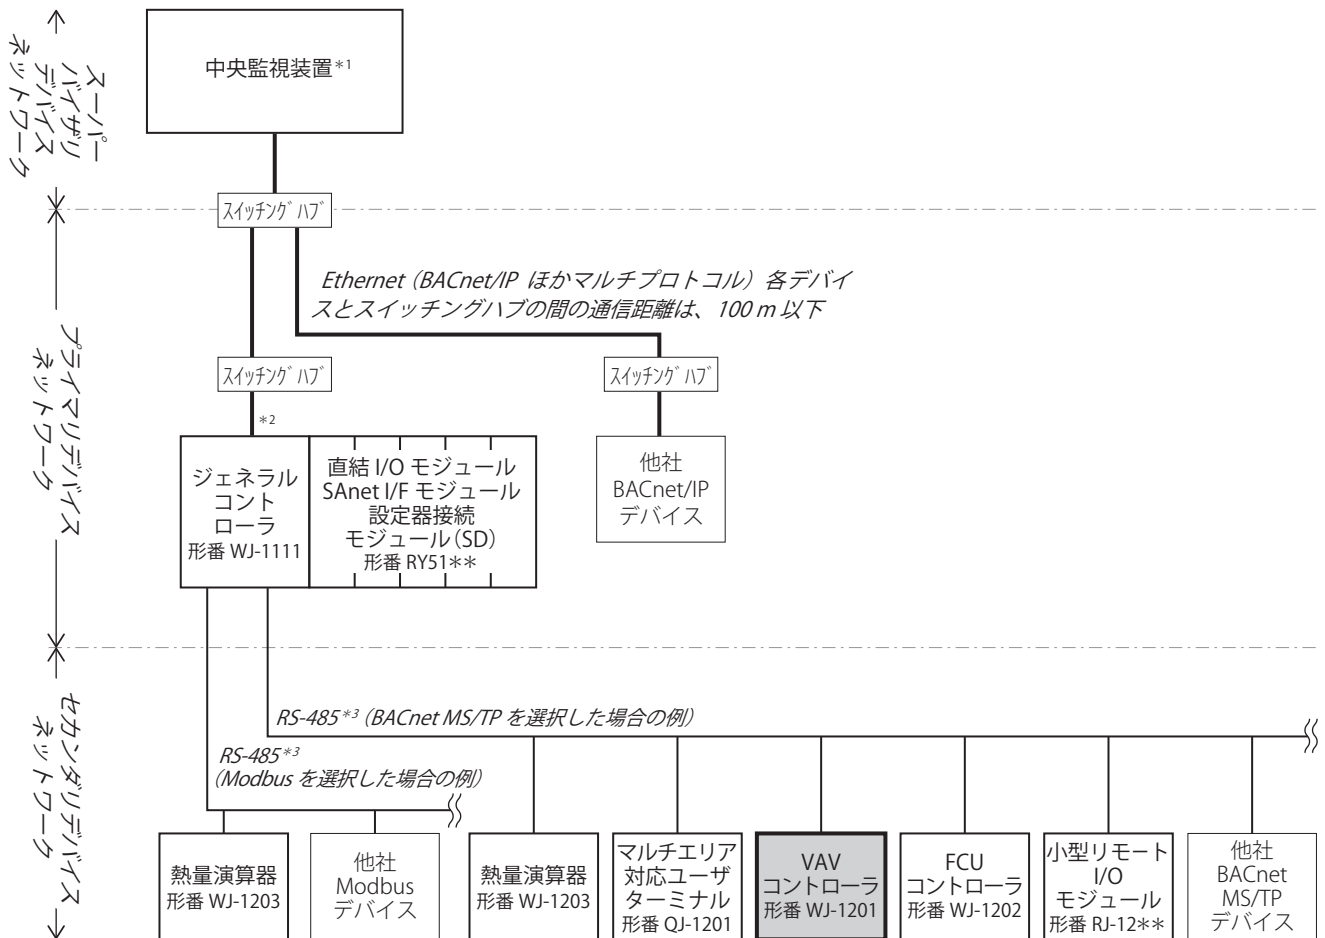 スーパー
バイザリ
デバイス
ネットワーク
中央監視装置*1
スイッチング ハブ
プライマリデバイス
ネットワーク
Ethernet (BACnet/IP ほかマルチプロトコル) 各デバイ
スとスイッチングハブの間の通信距離は、100 m 以下
スイッチング ハブ
スイッチング ハブ
*2
ジェネラル
コント
ローラ
形番 WJ-1111
直結 I/O モジュール
SAnet I/F モジュール
設定器接続
モジュール(SD)
形番 RY51**
他社
BACnet/IP
デバイス
セカンダリデバイス
ネットワーク
RS-485*3 (BACnet MS/TP を選択した場合の例)
RS-485*3
(Modbus を選択した場合の例)
熱量演算器
形番 WJ-1203
他社
Modbus
デバイス
熱量演算器
形番 WJ-1203
マルチエリア
対応ユーザ
ターミナル
形番 QJ-1201
VAV
コントローラ
形番 WJ-1201
FCU
コントローラ
形番 WJ-1202
小型リモート
I/O
モジュール
形番 RJ-12**
他社
BACnet
MS/TP
デバイス